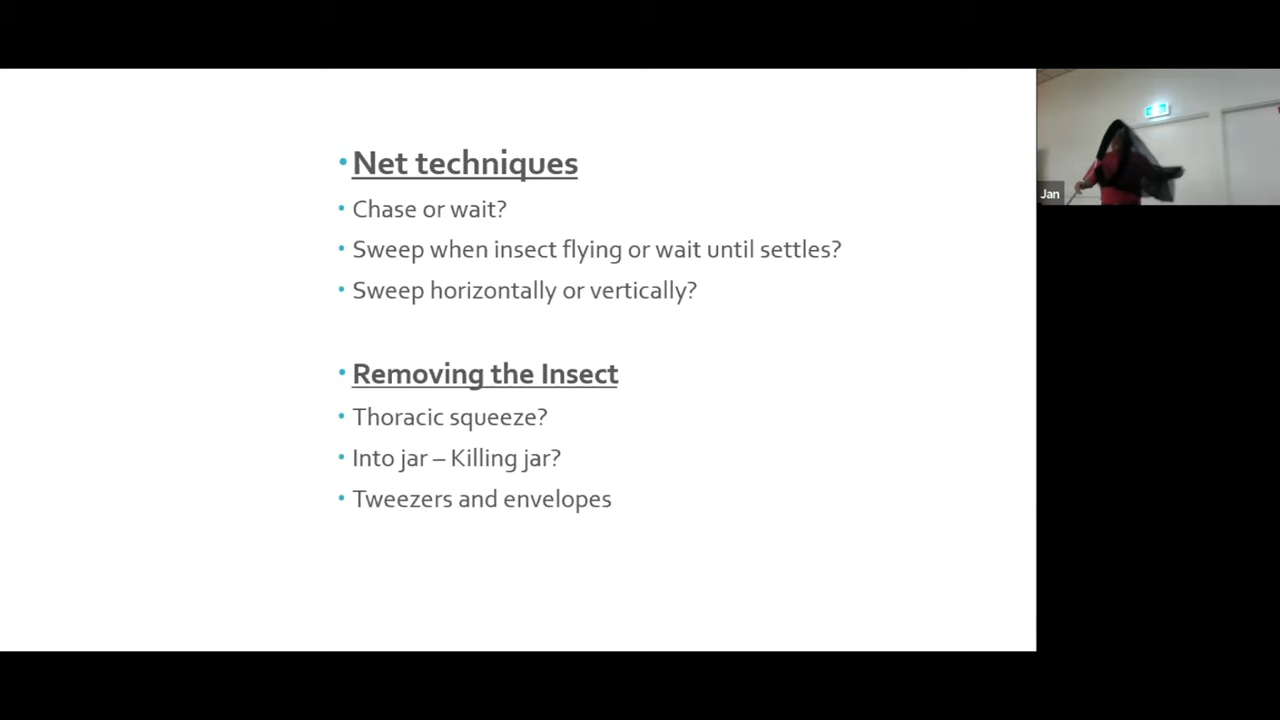 Net techniques
Chase or wait?
Sweep when insect flying or wait until settles?
Sweep horizontally or vertically?
Removing the Insect
Thoracic squeeze?
Into jar – Killing jar?
Tweezers and envelopes
Jan